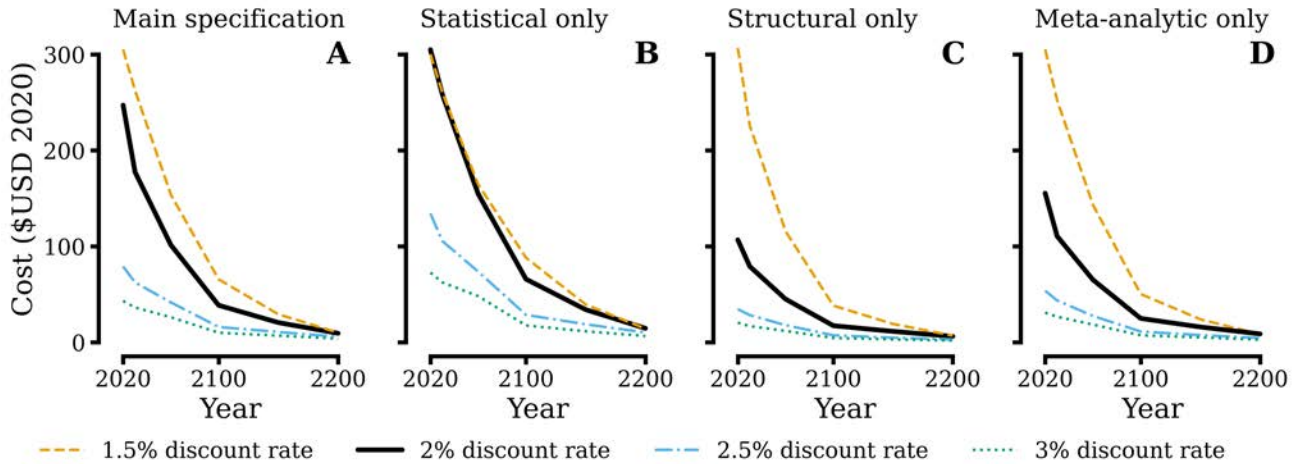 Main specification
Statistical only
Structural only
Meta-analytic only
A
B
C
D
Cost ($USD 2020)
300
200
100
0
2020 2100 2200
2020 2100 2200
2020 2100 2200
2020 2100 2200
Year
Year
Year
Year
1.5% discount rate
2% discount rate
2.5% discount rate
3% discount rate